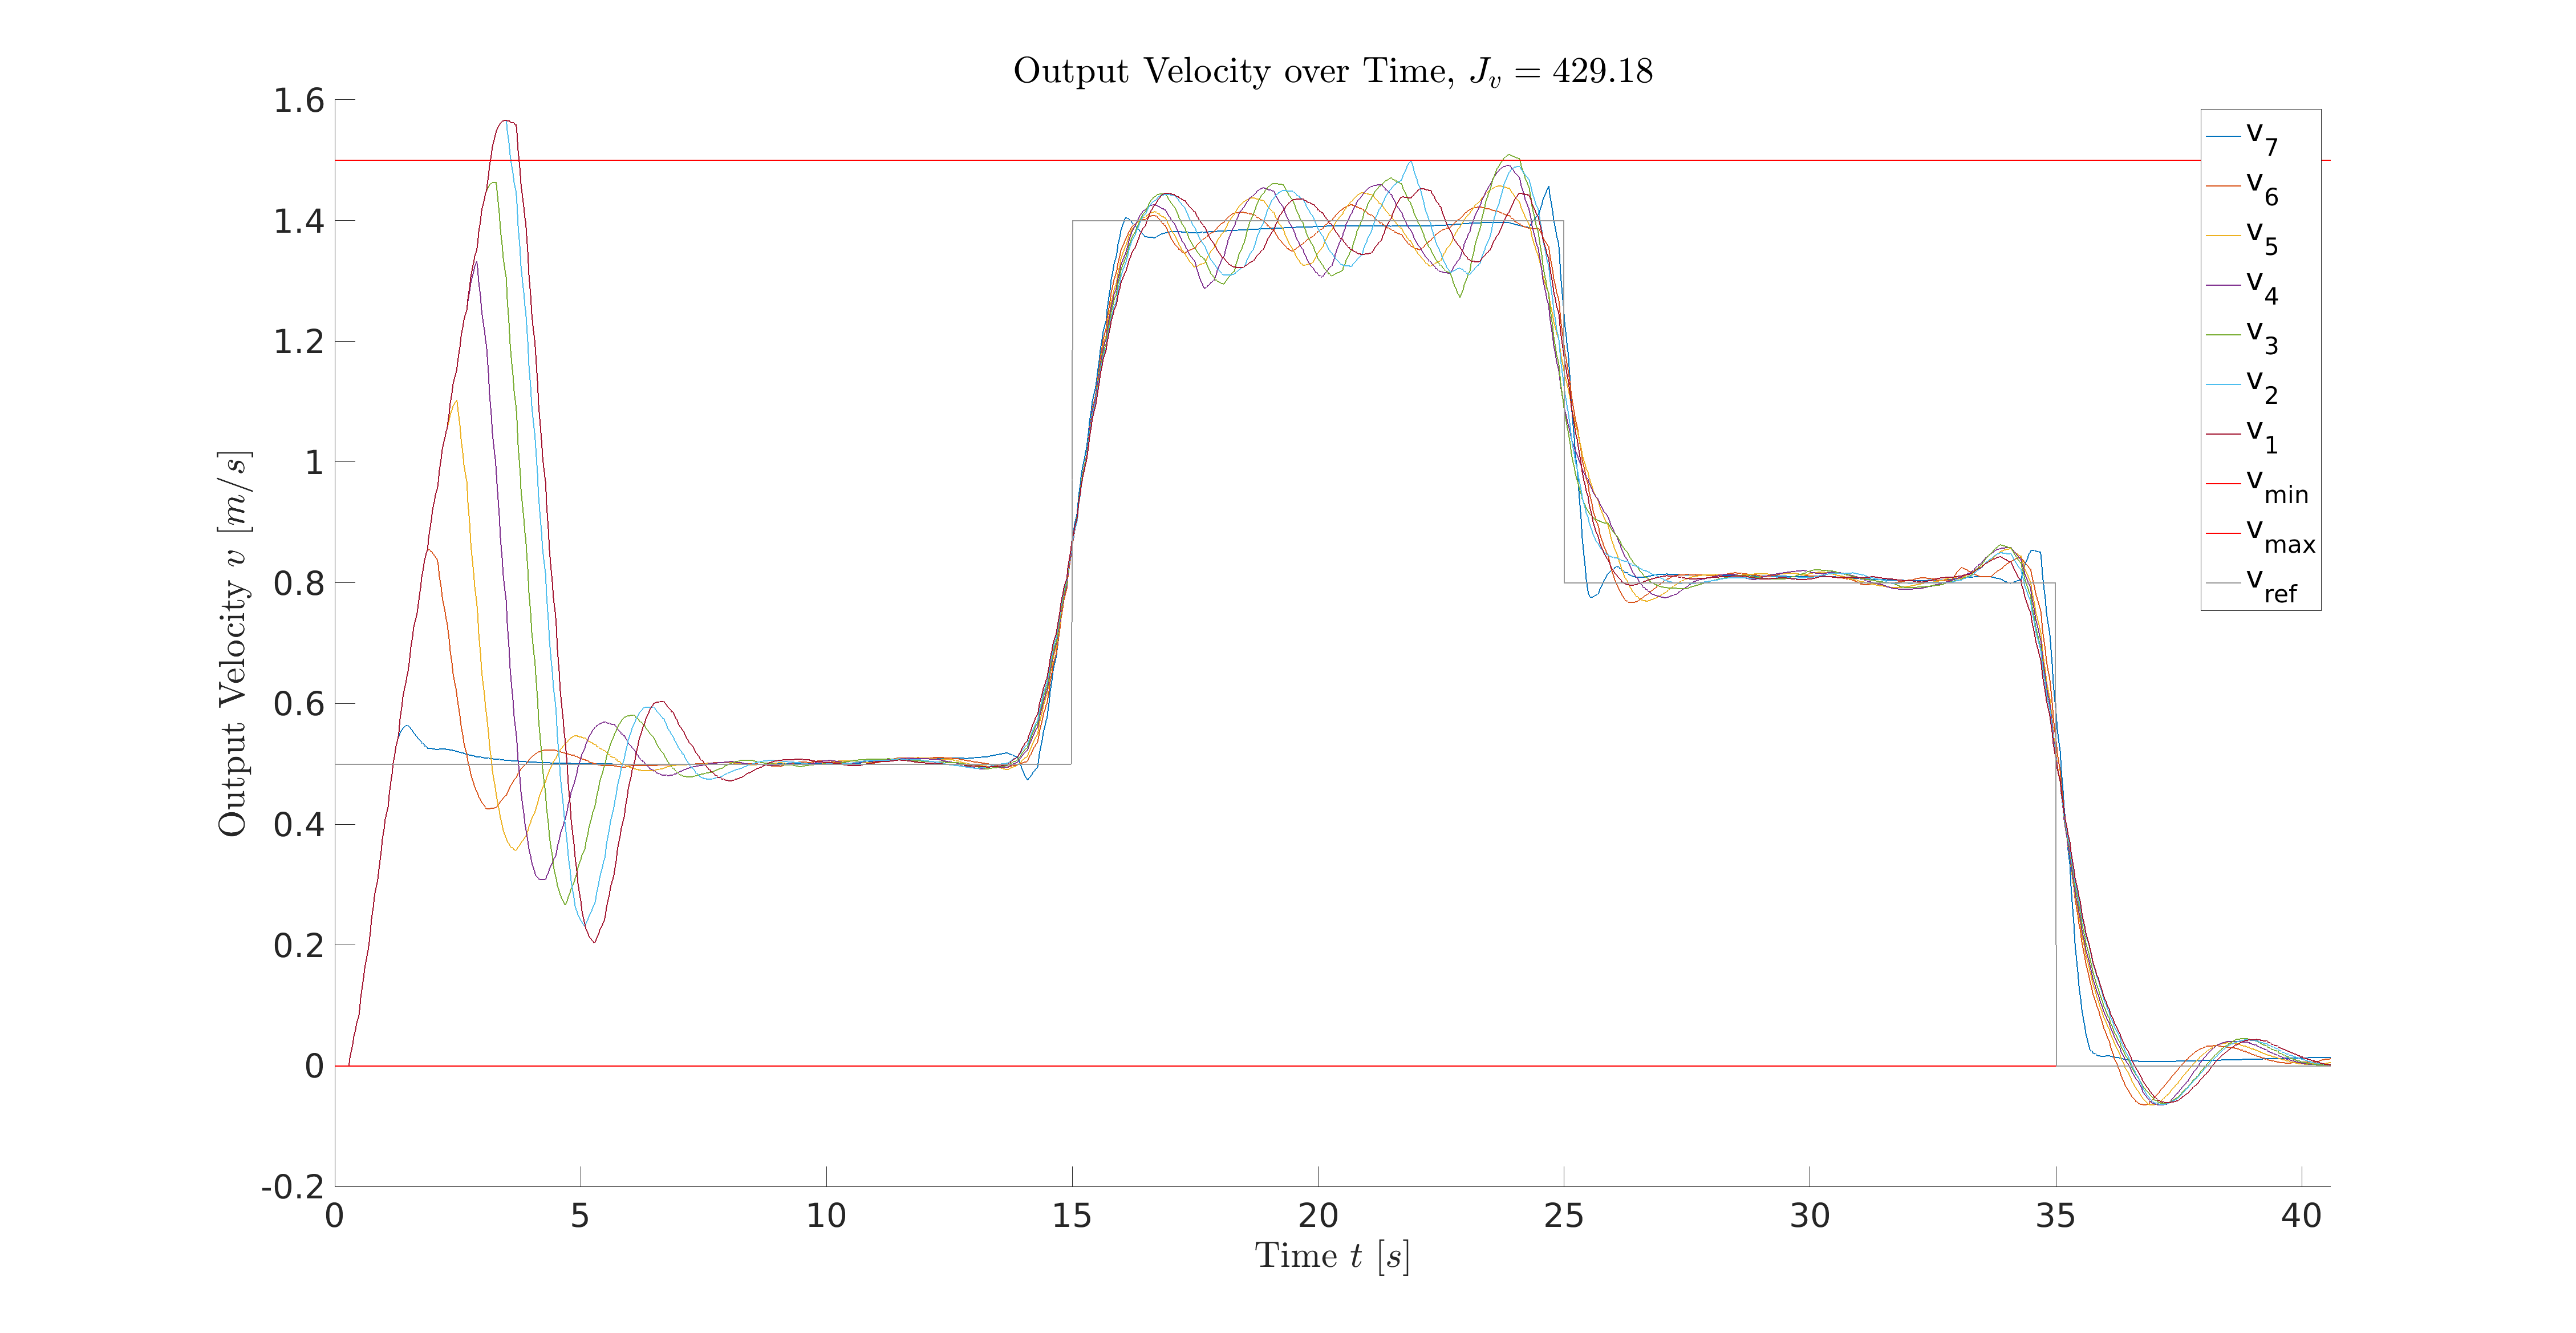 Output Velocity over Time, J_v = 429.18
1.6
1.4
1.2
1
0.8
0.6
0.4
0.2
0
-0.2
Output Velocity v [m/s]
0 5 10 15 20 25 30 35 40
Time t [s]
v_7
v_6
v_5
v_4
v_3
v_2
v_1
v_min
v_max
v_ref